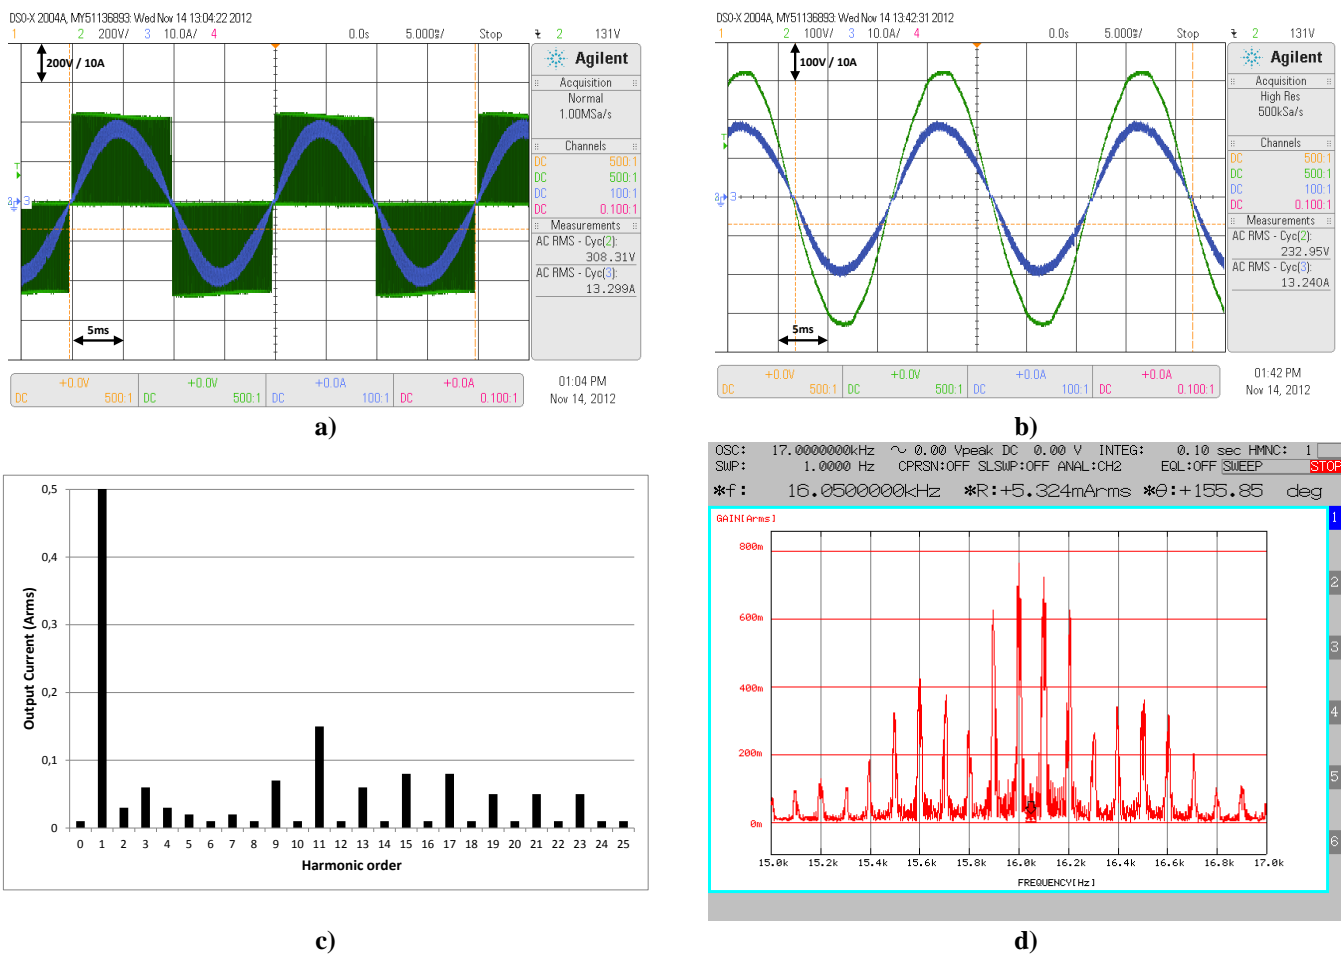 DSO-X 2004A, MY51136893: Wed Nov 14 13:04:22 2012
1 2 200V/ 3 10.0A/ 4 0.0s 5.000%/ Stop 2 131V
200V / 10A
Agilent
Acquisition
Normal
1.00MSa/s
Channels
DC 500:1
DC 500:1
DC 100:1
DC 0.100:1
Measurements
AC RMS - Cyc(2):
308.31V
AC RMS - Cyc(3):
13.299A
T
2 3
5ms
+0.0V +0.0V +0.0A +0.0A
DC 500:1 DC 500:1 DC 100:1 DC 0.100:1
01:04 PM
Nov 14, 2012
a)
DSO-X 2004A, MY51136893: Wed Nov 14 13:42:31 2012
1 2 100V/ 3 10.0A/ 4 0.0s 5.000%/ Stop 2 131V
100V / 10A
Agilent
Acquisition
High Res
500kSa/s
Channels
DC 500:1
DC 500:1
DC 100:1
DC 0.100:1
Measurements
AC RMS - Cyc(2):
232.95V
AC RMS - Cyc(3):
13.240A
T
2 3
5ms
+0.0V +0.0V +0.0A +0.0A
DC 500:1 DC 500:1 DC 100:1 DC 0.100:1
01:42 PM
Nov 14, 2012
b)
Output Current (Arms)
0,5
0,4
0,3
0,2
0,1
0
0 1 2 3 4 5 6 7 8 9 10 11 12 13 14 15 16 17 18 19 20 21 22 23 24 25
Harmonic order
c)
OSC: 17.0000000kHz ~ 0.00 Vpeak DC 0.00 V INTEG: 0.10 sec HMNC: 1
SWP: 1.0000 Hz CPRSN:OFF SLSWP:OFF ANAL:CH2 EQL:OFF SWEEP STOP
*f: 16.0500000kHz *R:+5.324mArms *θ:+155.85 deg
GAIN[Arms]
800m
600m
400m
200m
0m
15.0k 15.2k 15.4k 15.6k 15.8k 16.0k 16.2k 16.4k 16.6k 16.8k 17.0k
FREQUENCY[Hz]
1
2
3
4
5
6
d)